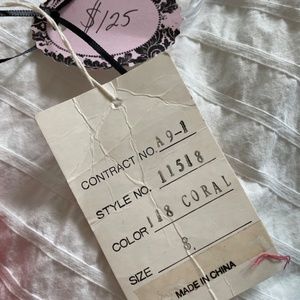 $125
CONTRACT NO. A9-1
STYLE NO. 11518
COLOR 118 CORAL
SIZE 8.
MADE IN CHINA